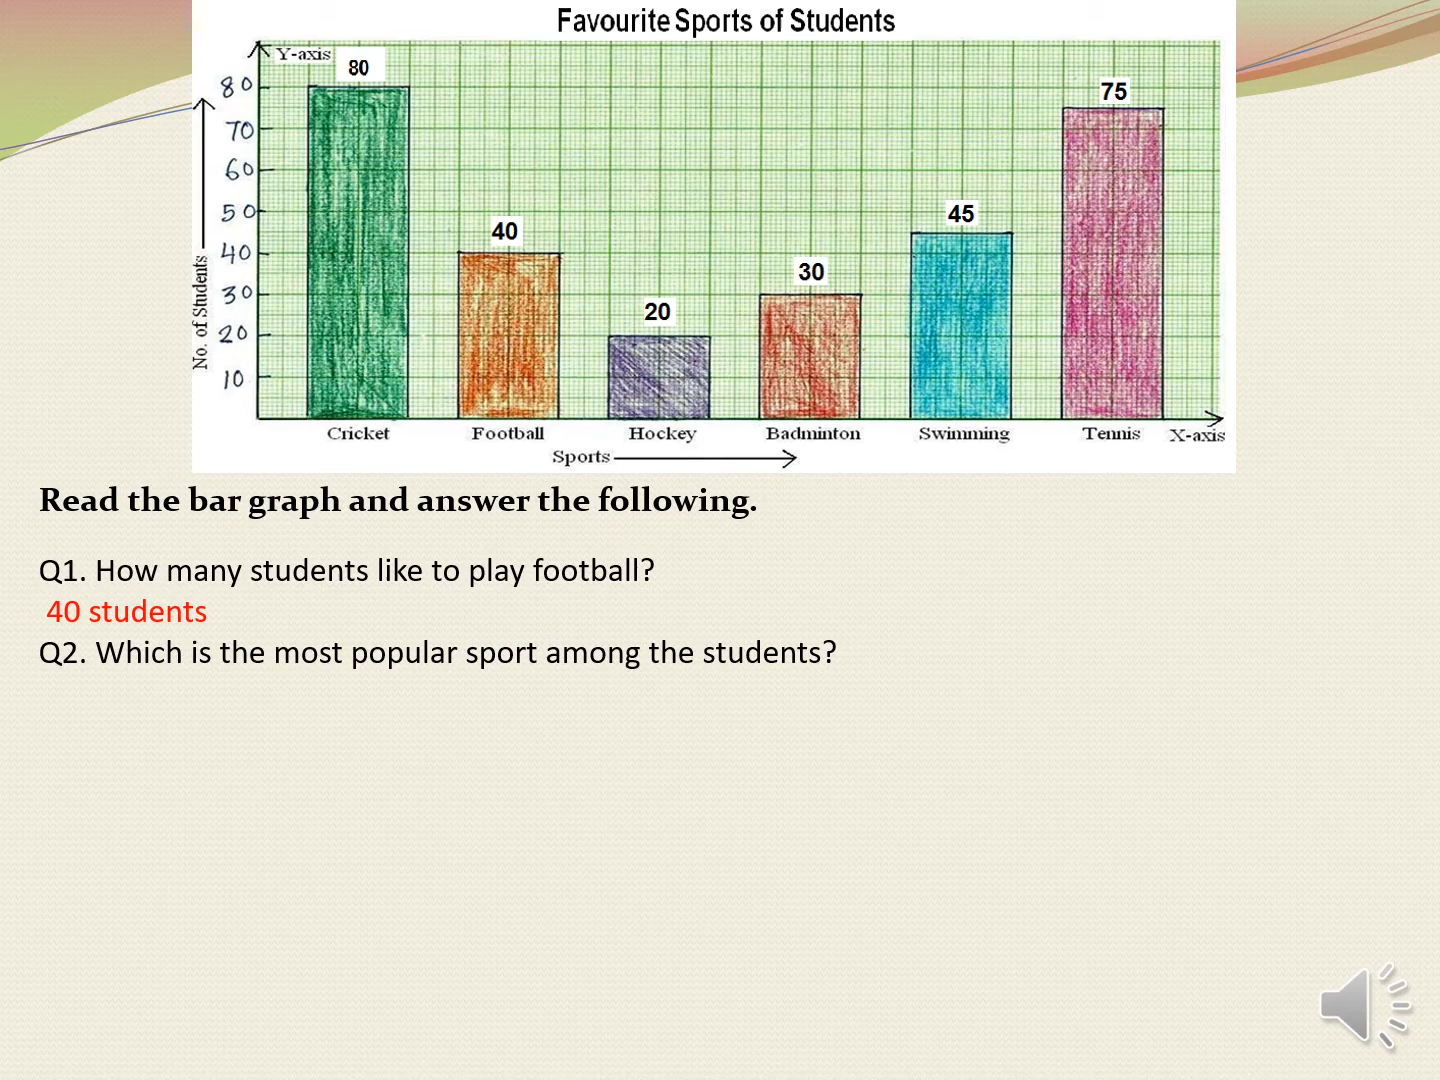 Favourite Sports of Students
Y-axis
80
80
75
70
60
50
45
40
40
30
30
20
20
10
No. of Students
Cricket Football Hockey Badminton Swimming Tennis X-axis
Sports
Read the bar graph and answer the following.
Q1. How many students like to play football?
40 students
Q2. Which is the most popular sport among the students?